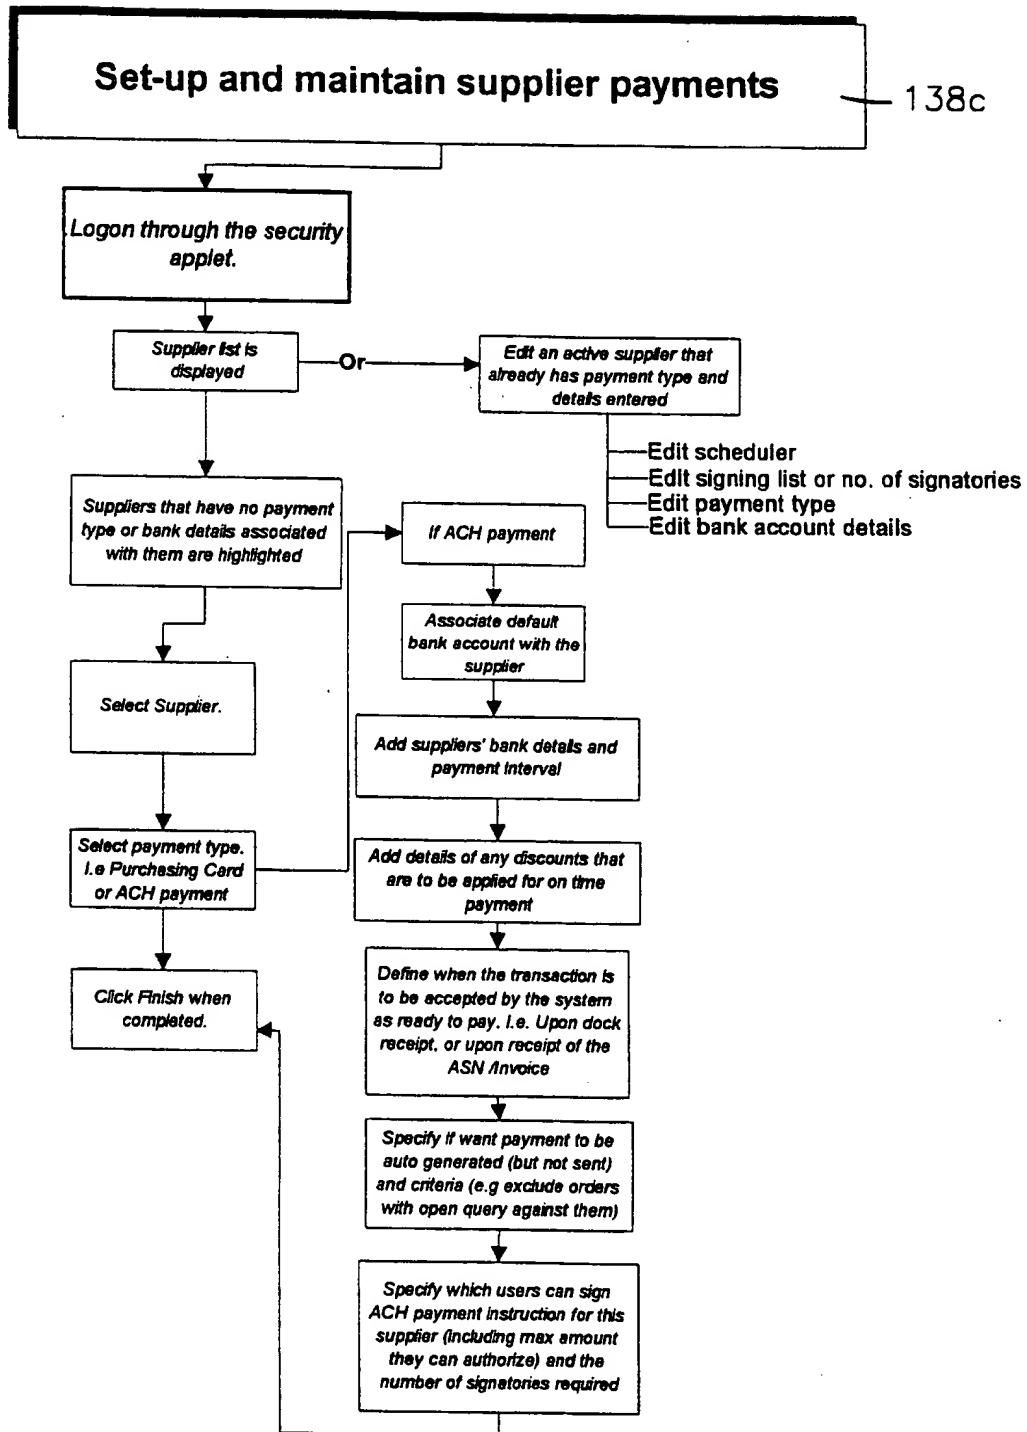 Set-up and maintain supplier payments
138c
Logon through the security
applet.
Supplier list is
displayed
Or
Edit an active supplier that
already has payment type and
details entered
Edit scheduler
Edit signing list or no. of signatories
Edit payment type
Edit bank account details
Suppliers that have no payment
type or bank details associated
with them are highlighted
Select Supplier.
Select payment type.
I.e Purchasing Card
or ACH payment
Click Finish when
completed.
If ACH payment
Associate default
bank account with the
supplier
Add suppliers' bank details and
payment interval
Add details of any discounts that
are to be applied for on time
payment
Define when the transaction is
to be accepted by the system
as ready to pay. I.e. Upon dock
receipt, or upon receipt of the
ASN /Invoice
Specify if want payment to be
auto generated (but not sent)
and criteria (e.g exclude orders
with open query against them)
Specify which users can sign
ACH payment instruction for this
supplier (including max amount
they can authorize) and the
number of signatories required